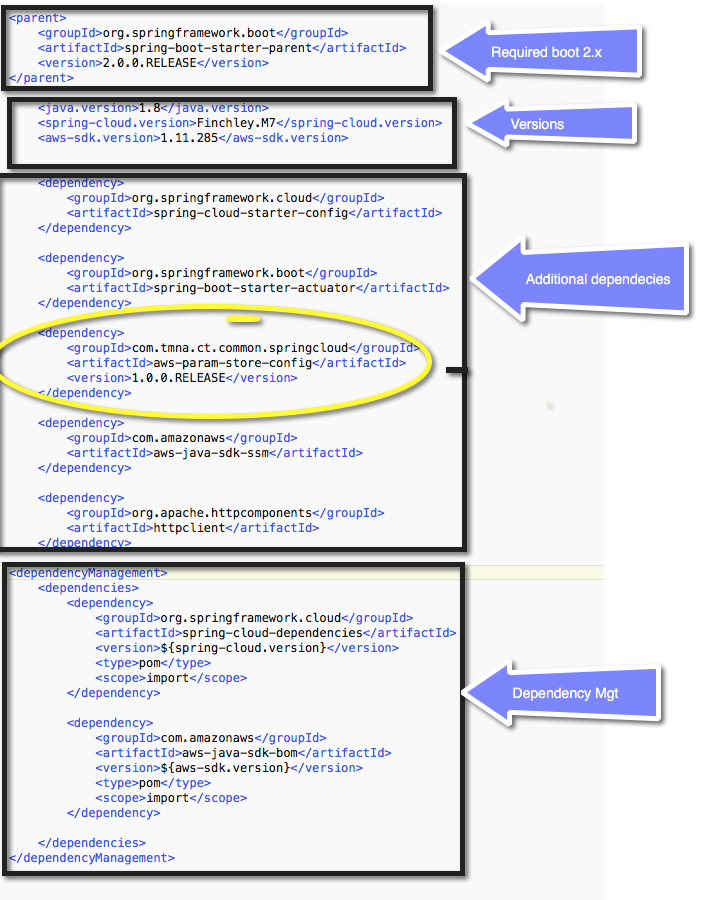 <parent>
<groupId>org.springframework.boot</groupId>
<artifactId>spring-boot-starter-parent</artifactId>
<version>2.0.0.RELEASE</version>
</parent>
Required boot 2.x
<java.version>1.8</java.version>
<spring-cloud.version>Finchley.M7</spring-cloud.version>
<aws-sdk.version>1.11.285</aws-sdk.version>
Versions
<dependency>
<groupId>org.springframework.cloud</groupId>
<artifactId>spring-cloud-starter-config</artifactId>
</dependency>
<dependency>
<groupId>org.springframework.boot</groupId>
<artifactId>spring-boot-starter-actuator</artifactId>
</dependency>
Additional dependecies
<dependency>
<groupId>com.tmna.ct.common.springcloud</groupId>
<artifactId>aws-param-store-config</artifactId>
<version>1.0.0.RELEASE</version>
</dependency>
<dependency>
<groupId>com.amazonaws</groupId>
<artifactId>aws-java-sdk-ssm</artifactId>
</dependency>
<dependency>
<groupId>org.apache.httpcomponents</groupId>
<artifactId>httpclient</artifactId>
</dependency>
<dependencyManagement>
<dependencies>
<dependency>
<groupId>org.springframework.cloud</groupId>
<artifactId>spring-cloud-dependencies</artifactId>
<version>${spring-cloud.version}</version>
<type>pom</type>
<scope>import</scope>
</dependency>
Dependency Mgt
<dependency>
<groupId>com.amazonaws</groupId>
<artifactId>aws-java-sdk-bom</artifactId>
<version>${aws-sdk.version}</version>
<type>pom</type>
<scope>import</scope>
</dependency>
</dependencies>
</dependencyManagement>